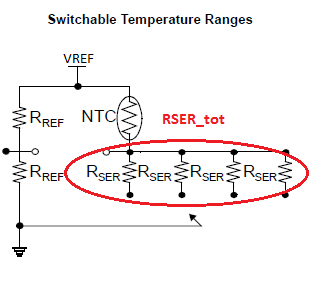 Switchable Temperature Ranges
VREF
RREF
NTC
RSER_tot
RREF
RSER
RSER
RSER
RSER